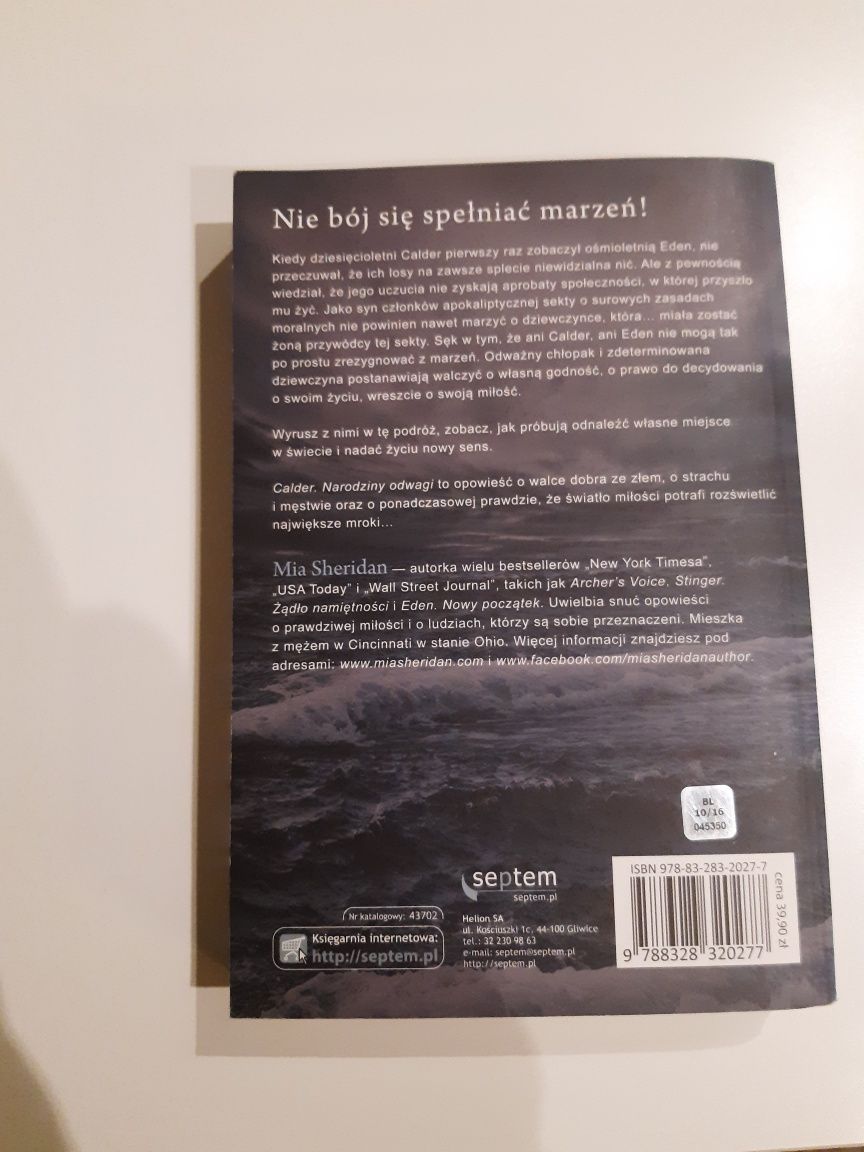 Nie bój się spełniać marzeń!
Kiedy dziesięcioletni Calder pierwszy raz zobaczył ośmioletnią Eden, nie
przeczuwał, że ich losy na zawsze splecie niewidzialna nić. Ale z pewnością
wiedział, że jego uczucia nie zyskają aprobaty społeczności, w której przyszło
mu żyć. Jako syn członków apokaliptycznej sekty o surowych zasadach
moralnych nie powinien nawet marzyć o dziewczynce, która... miała zostać
żoną przywódcy tej sekty. Sęk w tym, że ani Calder, ani Eden nie mogą tak
po prostu zrezygnować z marzeń. Odważny chłopak i zdeterminowana
dziewczyna postanawiają walczyć o własną godność, o prawo do decydowania
o swoim życiu, wreszcie o swoją miłość.
Wyrusz z nimi w tę podróż, zobacz, jak próbują odnaleźć własne miejsce
w świecie i nadać życiu nowy sens.
Calder. Narodziny odwagi to opowieść o walce dobra ze złem, o strachu
i męstwie oraz o ponadczasowej prawdzie, że światło miłości potrafi rozświetlić
największe mroki...
Mia Sheridan — autorka wielu bestsellerów „New York Timesa”,
„USA Today” i „Wall Street Journal”, takich jak Archer's Voice, Stinger.
Żądło namiętności i Eden. Nowy początek. Uwielbia snuć opowieści
o prawdziwej miłości i o ludziach, którzy są sobie przeznaczeni. Mieszka
z mężem w Cincinnati w stanie Ohio. Więcej informacji znajdziesz pod
adresami: www.miasheridan.com i www.facebook.com/miasheridanauthor.
BL
10/16
045350
septem
septem.pl
Nr katalogowy: 43702
Księgarnia internetowa:
http://septem.pl
Helion SA
ul. Kościuszki 1c, 44-100 Gliwice
tel.: 32 230 98 63
e-mail: septem@septem.pl
http://septem.pl
ISBN 978-83-283-2027-7
9 788328 320277
cena 39,90 zł